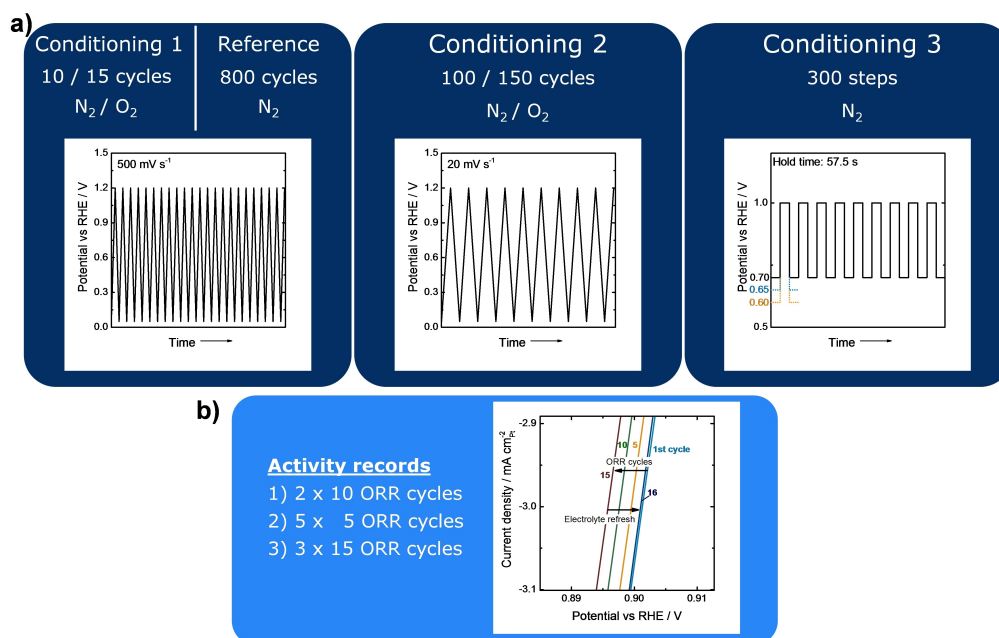 a)
Conditioning 1
10 / 15 cycles
N₂ / O₂
Reference
800 cycles
N₂
500 mV s⁻¹
Potential vs RHE / V
1.5
1.2
0.9
0.6
0.3
0.0
Time
Conditioning 2
100 / 150 cycles
N₂ / O₂
20 mV s⁻¹
Potential vs RHE / V
1.5
1.2
0.9
0.6
0.3
0.0
Time
Conditioning 3
300 steps
N₂
Hold time: 57.5 s
Potential vs RHE / V
1.0
0.70
0.65
0.60
0.5
Time
b)
Activity records
1) 2 x 10 ORR cycles
2) 5 x 5 ORR cycles
3) 3 x 15 ORR cycles
Current density / mA cm⁻²Pt
-2.9
-3.0
-3.1
10
5
1st cycle
ORR cycles
15
16
Electrolyte refresh
0.89
0.90
0.91
Potential vs RHE / V